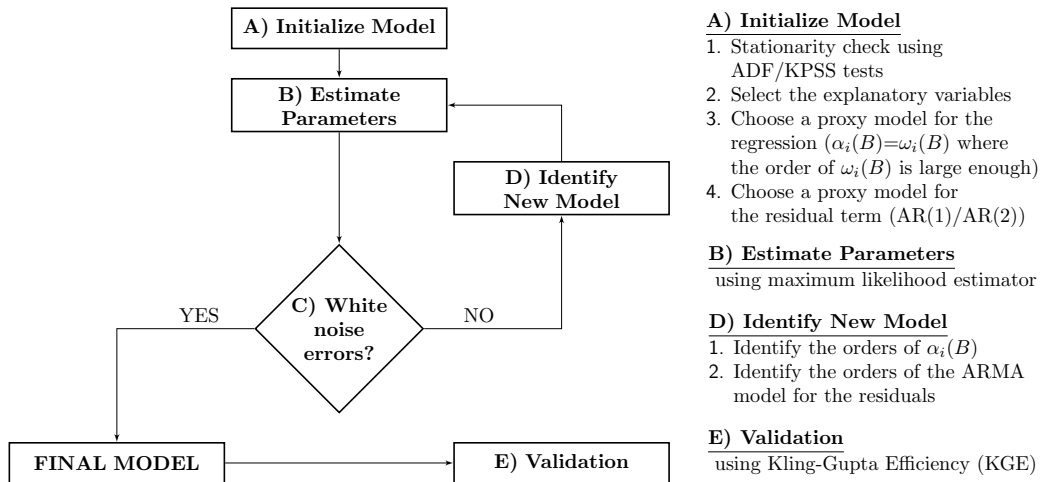 A) Initialize Model
B) Estimate
Parameters
D) Identify
New Model
C) White
noise
errors?
YES
NO
FINAL MODEL
E) Validation
A) Initialize Model
1. Stationarity check using
ADF/KPSS tests
2. Select the explanatory variables
3. Choose a proxy model for the
regression (αᵢ(B)=ωᵢ(B) where
the order of ωᵢ(B) is large enough)
4. Choose a proxy model for
the residual term (AR(1)/AR(2))
B) Estimate Parameters
using maximum likelihood estimator
D) Identify New Model
1. Identify the orders of αᵢ(B)
2. Identify the orders of the ARMA
model for the residuals
E) Validation
using Kling-Gupta Efficiency (KGE)